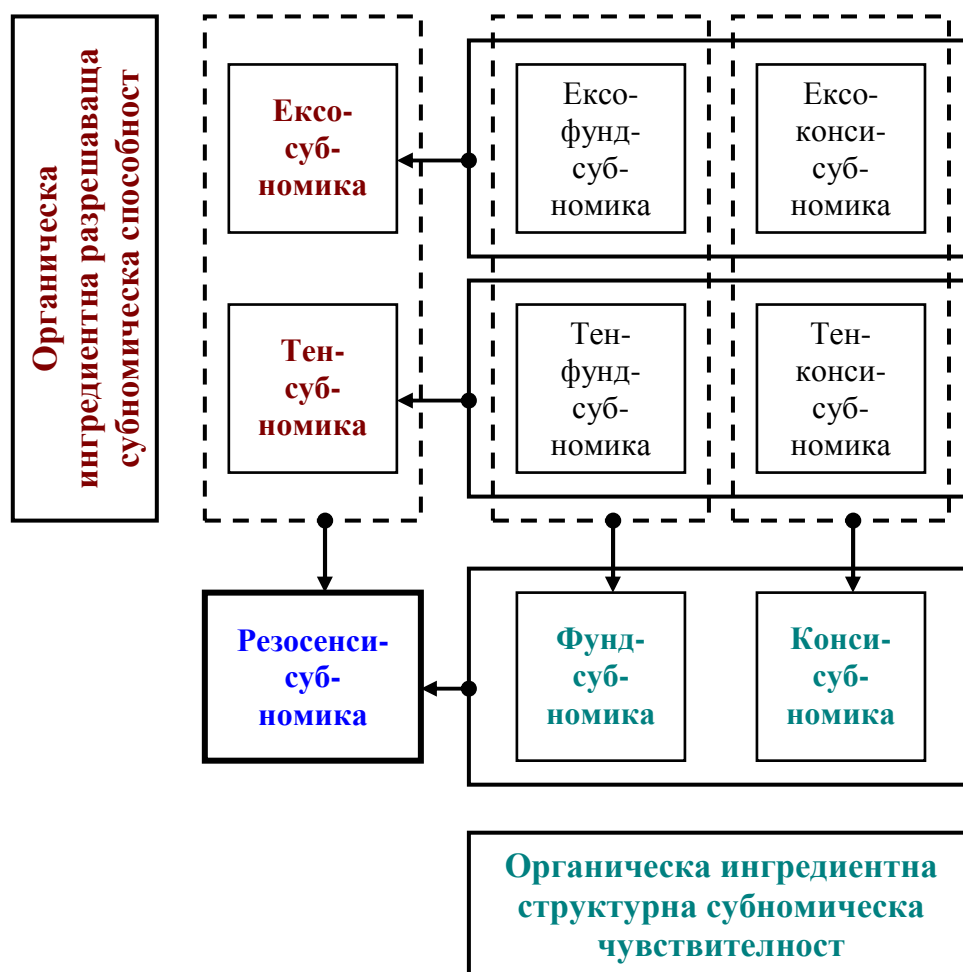 Органическа
ингредиентна разрешаваща
субномическа способност
Ексо-
суб-
номика
Ексо-
фунд-
суб-
номика
Ексо-
конси-
суб-
номика
Тен-
суб-
номика
Тен-
фунд-
суб-
номика
Тен-
конси-
суб-
номика
Резосенси-
суб-
номика
Фунд-
суб-
номика
Конси-
суб-
номика
Органическа ингредиентна
структурна субномическа
чувствителност